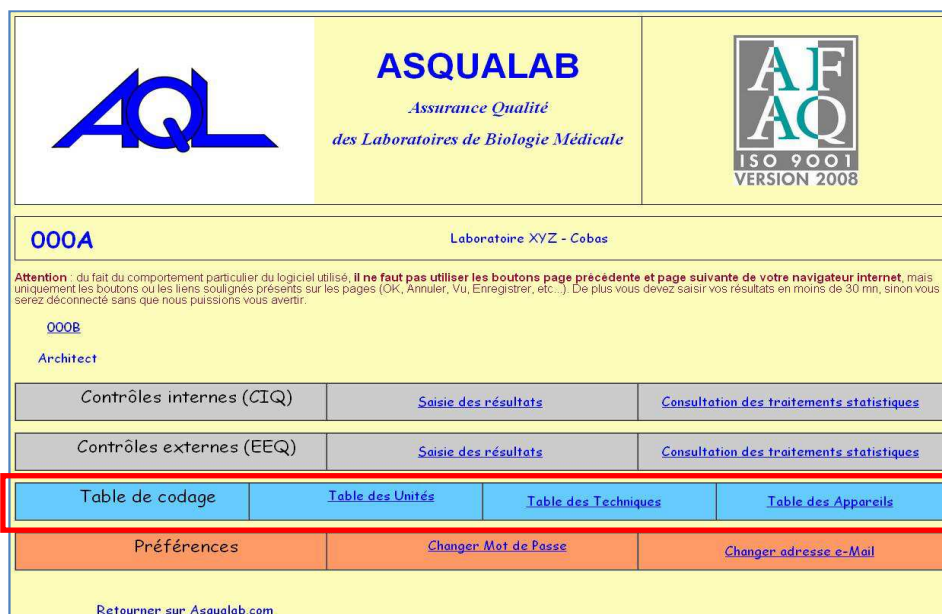 AQL
ASQUALAB
Assurance Qualité
des Laboratoires de Biologie Médicale
AF
AQ
ISO 9001
VERSION 2008
000A
Laboratoire XYZ - Cobas
Attention : du fait du comportement particulier du logiciel utilisé, il ne faut pas utiliser les boutons page précédente et page suivante de votre navigateur internet, mais
uniquement les boutons ou les liens soulignés présents sur les pages (OK, Annuler, Vu, Enregistrer, etc...). De plus vous devez saisir vos résultats en moins de 30 mn, sinon vous
serez déconnecté sans que nous puissions vous avertir.
000B
Architect
Contrôles internes (CIQ) Saisie des résultats Consultation des traitements statistiques
Contrôles externes (EEQ) Saisie des résultats Consultation des traitements statistiques
Table de codage Table des Unités Table des Techniques Table des Appareils
Préférences Changer Mot de Passe Changer adresse e-Mail
Retourner sur Asqualab.com